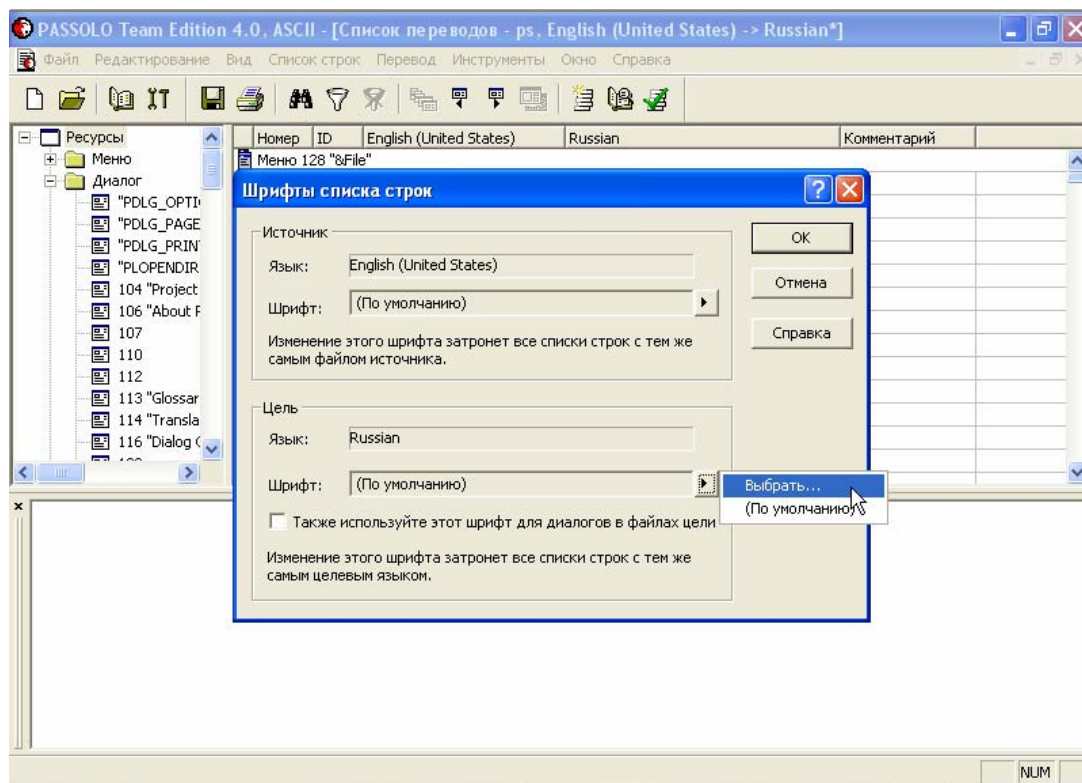 PASSOLO Team Edition 4.0, ASCII - [Список переводов - ps, English (United States) -> Russian*]
Файл Редактирование Вид Список строк Перевод Инструменты Окно Справка
Ресурсы
Меню
Диалог
"PDLG_OPTI
"PDLG_PAGE
"PDLG_PRIN
"PLOPENDIR
104 "Project
106 "About
107
110
112
113 "Glossar
114 "Transla
116 "Dialog
Номер ID English (United States) Russian Комментарий
Меню 128 "&File"
Шрифты списка строк
Источник
Язык: English (United States)
Шрифт: (По умолчанию)
Изменение этого шрифта затронет все списки строк с тем же
самым файлом источника.
Цель
Язык: Russian
Шрифт: (По умолчанию)
Также используйте этот шрифт для диалогов в файлах цели
Изменение этого шрифта затронет все списки строк с тем же
самым целевым языком.
OK
Отмена
Справка
Выбрать...
(По умолчанию)
NUM